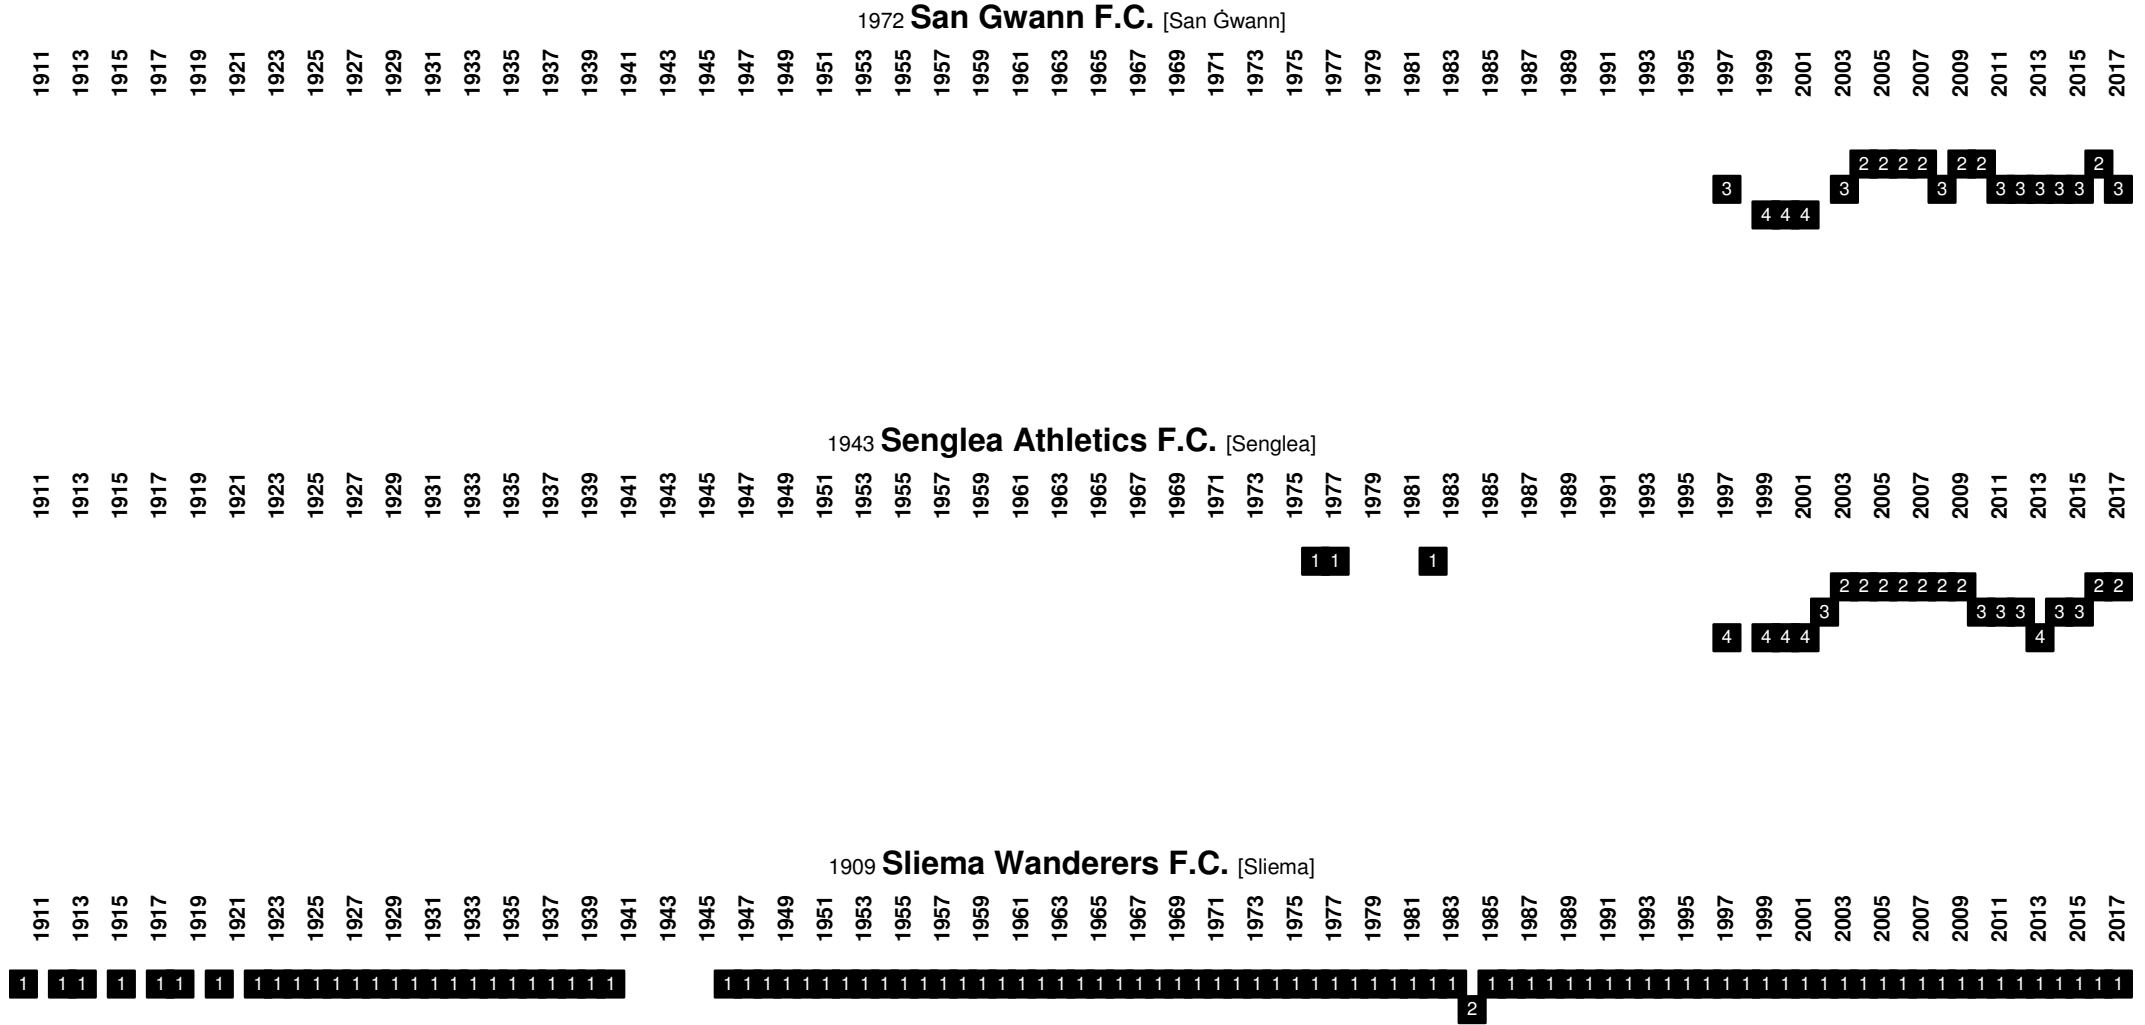 1972 San Gwann F.C. [San Ġwann]
1911 1913 1915 1917 1919 1921 1923 1925 1927 1929 1931 1933 1935 1937 1939 1941 1943 1945 1947 1949 1951 1953 1955 1957 1959 1961 1963 1965 1967 1969 1971 1973 1975 1977 1979 1981 1983 1985 1987 1989 1991 1993 1995 1997 1999 2001 2003 2005 2007 2009 2011 2013 2015 2017
2 2 2 2 2 2 2
3 3 3 3 3 3 3 3 3
4 4 4
1943 Senglea Athletics F.C. [Senglea]
1911 1913 1915 1917 1919 1921 1923 1925 1927 1929 1931 1933 1935 1937 1939 1941 1943 1945 1947 1949 1951 1953 1955 1957 1959 1961 1963 1965 1967 1969 1971 1973 1975 1977 1979 1981 1983 1985 1987 1989 1991 1993 1995 1997 1999 2001 2003 2005 2007 2009 2011 2013 2015 2017
1 1 1
2 2 2 2 2 2 2 2 2
3 3 3 3 3 3
4 4 4 4 4
1909 Sliema Wanderers F.C. [Sliema]
1911 1913 1915 1917 1919 1921 1923 1925 1927 1929 1931 1933 1935 1937 1939 1941 1943 1945 1947 1949 1951 1953 1955 1957 1959 1961 1963 1965 1967 1969 1971 1973 1975 1977 1979 1981 1983 1985 1987 1989 1991 1993 1995 1997 1999 2001 2003 2005 2007 2009 2011 2013 2015 2017
1 1 1 1 1 1 1 1 1 1 1 1 1 1 1 1 1 1 1 1 1 1 1 1 1 1 1 1 1 1 1 1 1 1 1 1 1 1 1 1 1 1 1 1 1 1 1 1 1 1 1 1 1 1 1 1 1 1 1 1 1 1 1 1 1 1 1 1 1 1 1 1 1 1 1 1 1 1 1 1 1 1 1 1 1 1 1 1 1 1 1 1 1 1 1 1 1
2